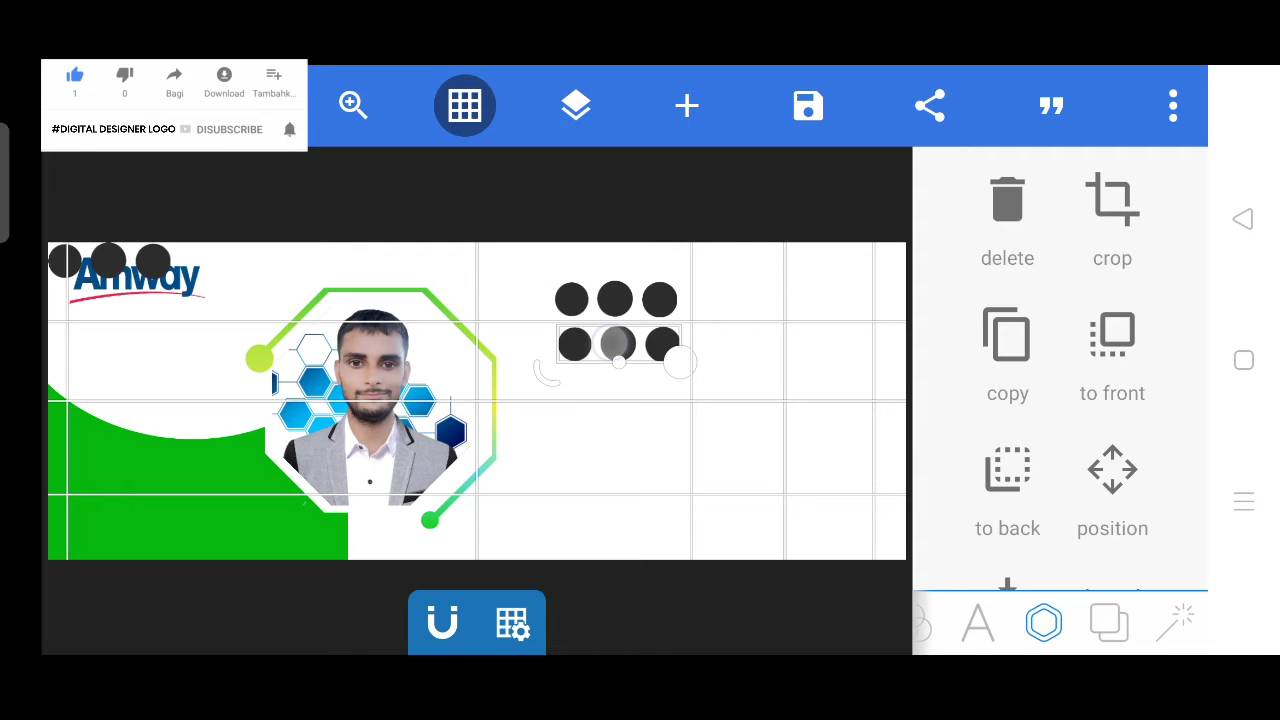 1 0 Bagi Download Tambahk...
#DIGITAL DESIGNER LOGO DISUBSCRIBE
Amway
delete crop
copy to front
to back position